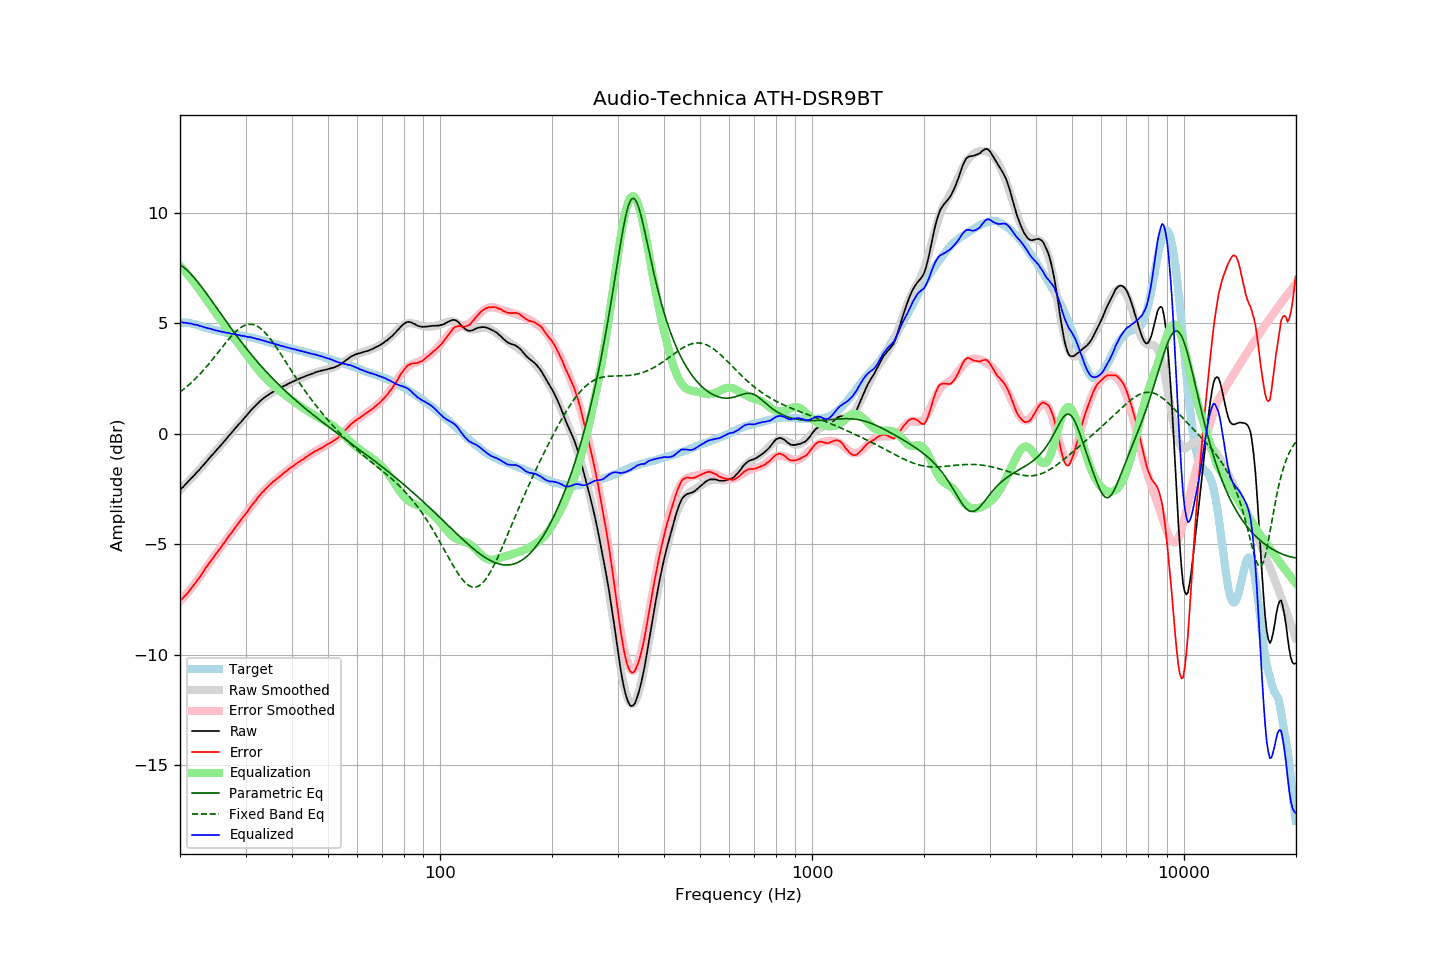 Audio-Technica ATH-DSR9BT
Amplitude (dBr)
10
5
0
−5
−10
−15
Target
Raw Smoothed
Error Smoothed
Raw
Error
Equalization
Parametric Eq
Fixed Band Eq
Equalized
100
1000
10000
Frequency (Hz)